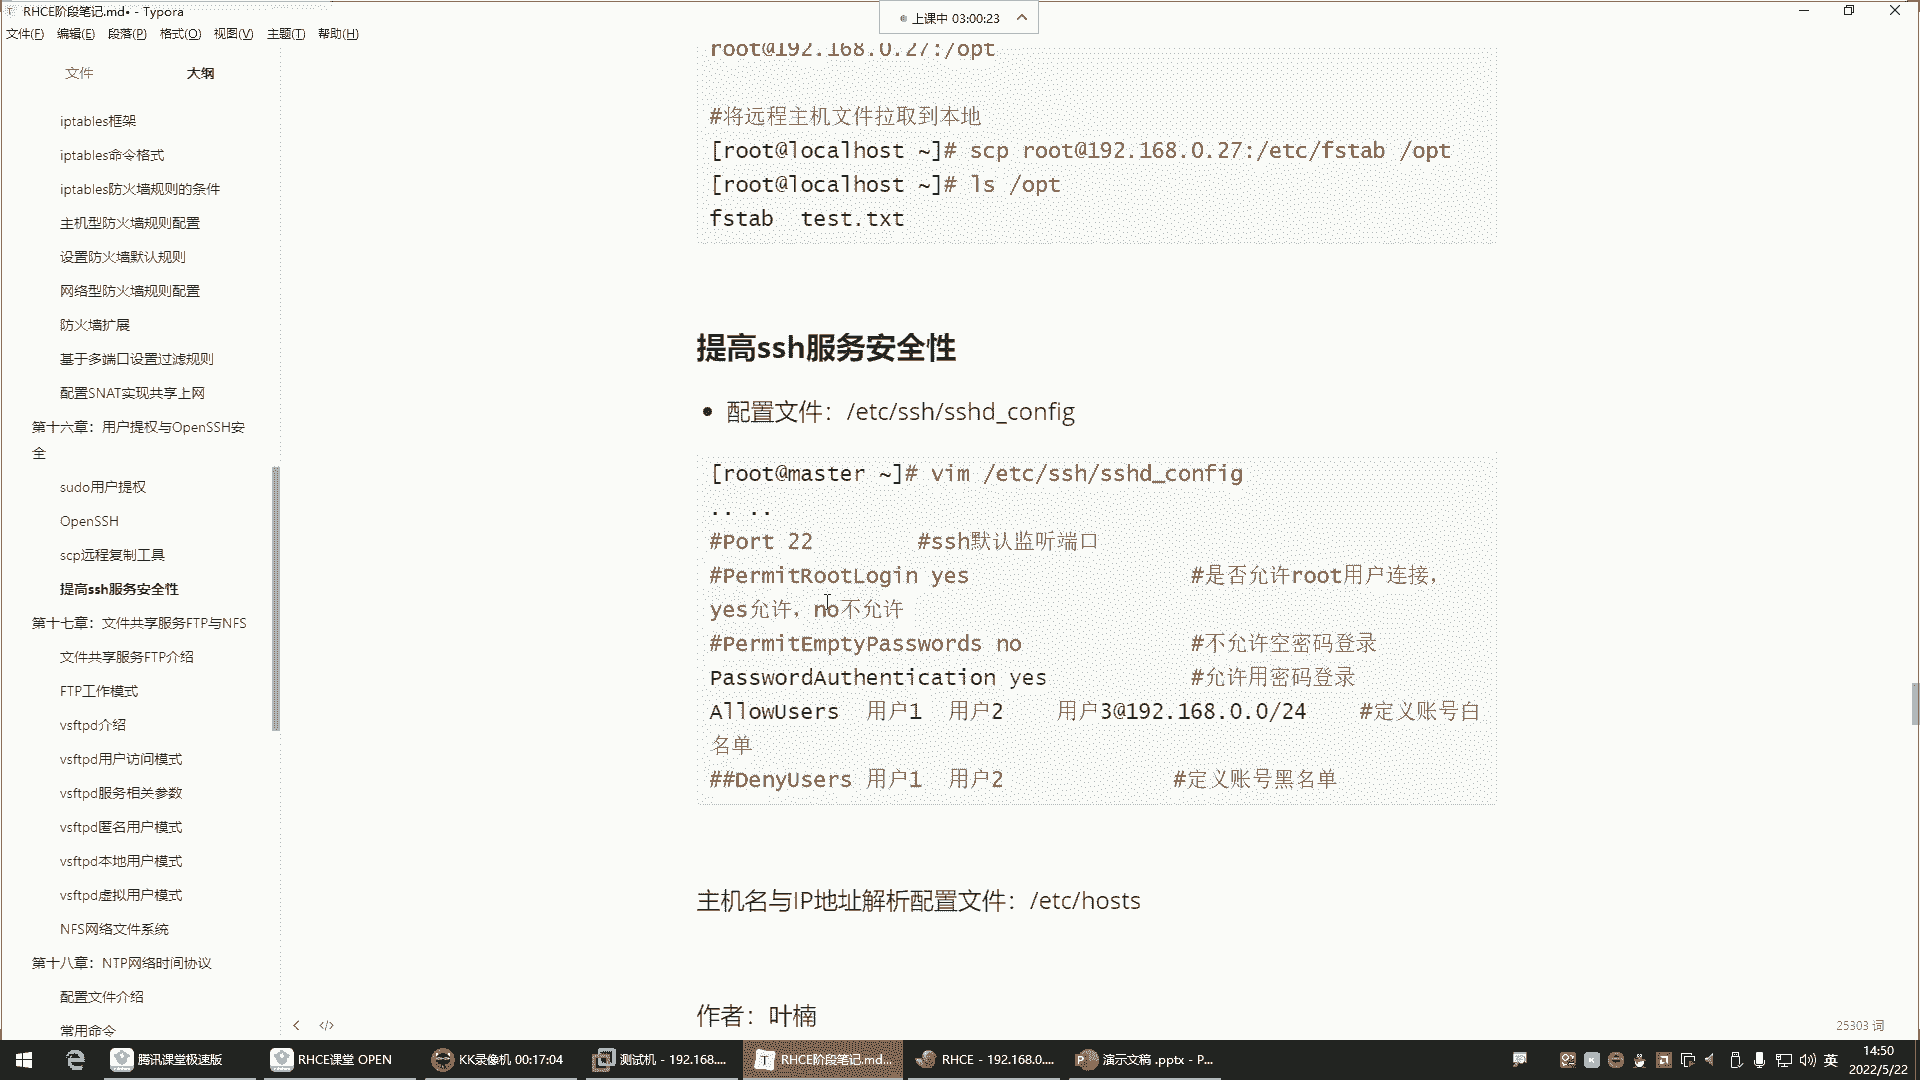 RHCE阶段笔记.md• - Typora
上课中 03:00:23
文件(F) 编辑(E) 段落(P) 格式(O) 视图(V) 主题(T) 帮助(H)
文件 大纲
iptables框架
iptables命令格式
iptables防火墙规则的条件
主机型防火墙规则配置
设置防火墙默认规则
网络型防火墙规则配置
防火墙扩展
基于多端口设置过滤规则
配置SNAT实现共享上网
第十六章：用户提权与OpenSSH安
全
sudo用户提权
OpenSSH
scp远程复制工具
提高ssh服务安全性
第十七章：文件共享服务FTP与NFS
文件共享服务FTP介绍
FTP工作模式
vsftpd介绍
vsftpd用户访问模式
vsftpd服务相关参数
vsftpd匿名用户模式
vsftpd本地用户模式
vsftpd虚拟用户模式
NFS网络文件系统
第十八章：NTP网络时间协议
配置文件介绍
常用命令
root@192.168.0.27:/opt
#将远程主机文件拉取到本地
[root@localhost ~]# scp root@192.168.0.27:/etc/fstab /opt
[root@localhost ~]# ls /opt
fstab  test.txt
提高ssh服务安全性
• 配置文件：/etc/ssh/sshd_config
[root@master ~]# vim /etc/ssh/sshd_config
.. ..
#Port 22 #ssh默认监听端口
#PermitRootLogin yes #是否允许root用户连接，
yes允许，no不允许
#PermitEmptyPasswords no #不允许空密码登录
PasswordAuthentication yes #允许用密码登录
AllowUsers 用户1 用户2 用户3@192.168.0.0/24 #定义账号白
名单
##DenyUsers 用户1 用户2 #定义账号黑名单
主机名与IP地址解析配置文件：/etc/hosts
作者：叶楠
25303 词
腾讯课堂极速版 RHCE课堂 OPEN KK录像机 00:17:04 测试机 - 192.168.... RHCE阶段笔记.md... RHCE - 192.168.0.... 演示文稿 .pptx - P... 英 14:50
2022/5/22